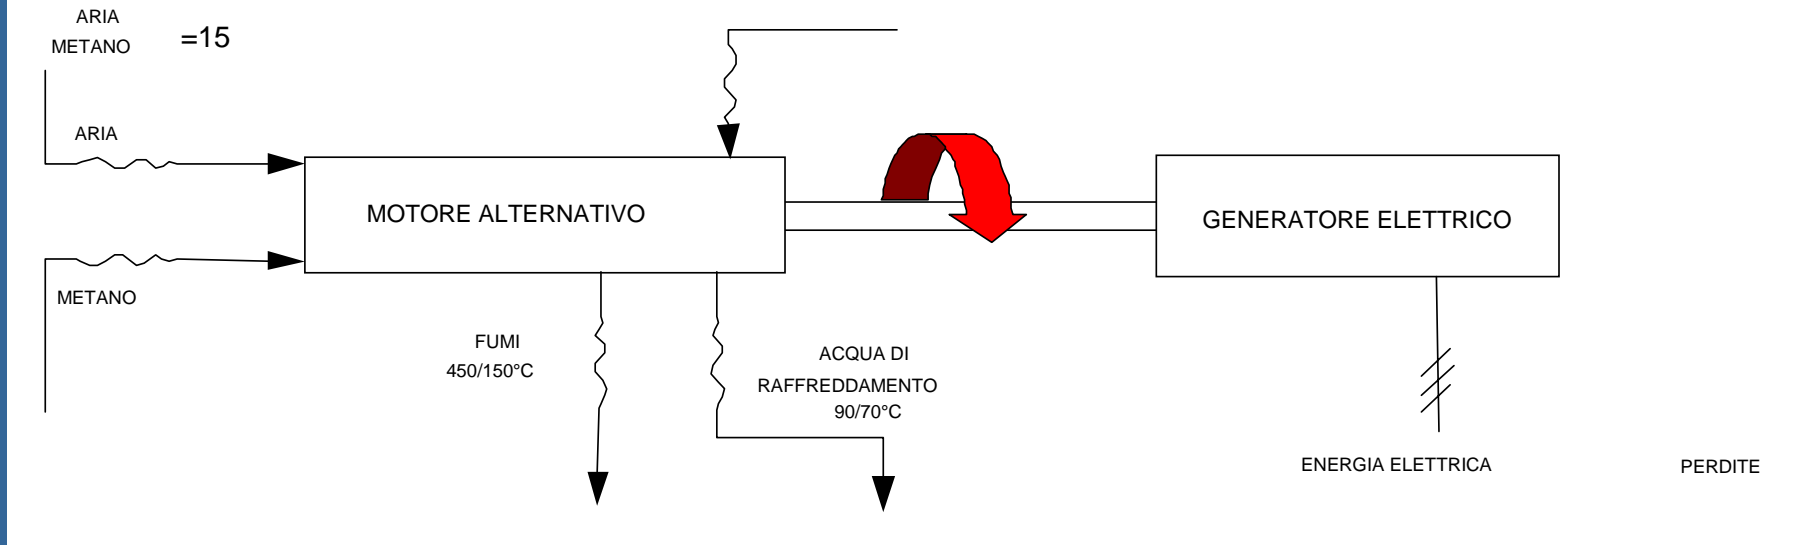 ARIA
METANO
=15
ARIA
MOTORE ALTERNATIVO
GENERATORE ELETTRICO
METANO
FUMI
450/150°C
ACQUA DI
RAFFREDDAMENTO
90/70°C
ENERGIA ELETTRICA
PERDITE